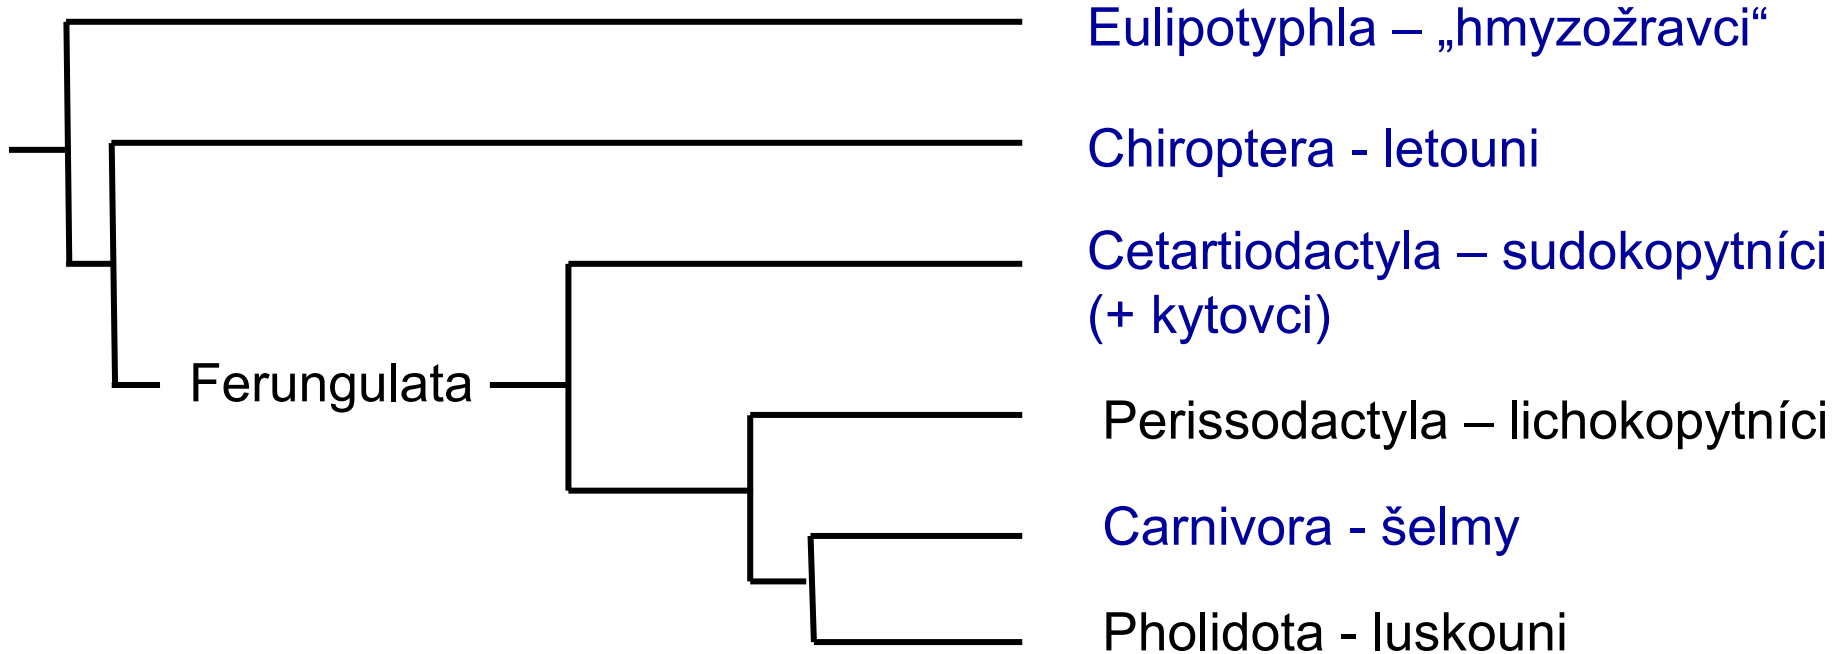 Eulipotyphla – „hmyzožravci“
Chiroptera - letouni
Cetartiodactyla – sudokopytníci
(+ kytovci)
Ferungulata
Perissodactyla – lichokopytníci
Carnivora - šelmy
Pholidota - luskouni